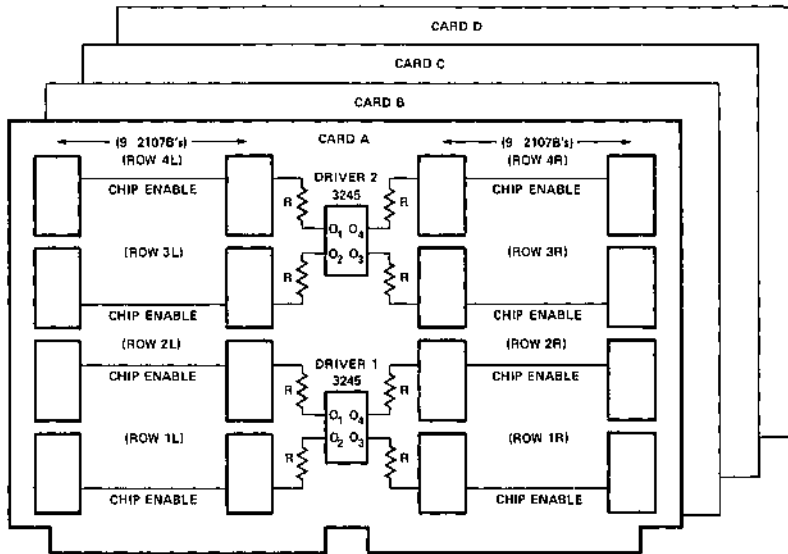 CARD D
CARD C
CARD B
CARD A
(9 2107B's)
(9 2107B's)
(ROW 4L)
(ROW 4R)
CHIP ENABLE
CHIP ENABLE
DRIVER 2
3245
R
R
O1 O4
O2 O3
(ROW 3L)
(ROW 3R)
R
R
CHIP ENABLE
CHIP ENABLE
(ROW 2L)
(ROW 2R)
CHIP ENABLE
CHIP ENABLE
DRIVER 1
3245
R
R
O1 O4
O2 O3
(ROW 1L)
(ROW 1R)
R
R
CHIP ENABLE
CHIP ENABLE